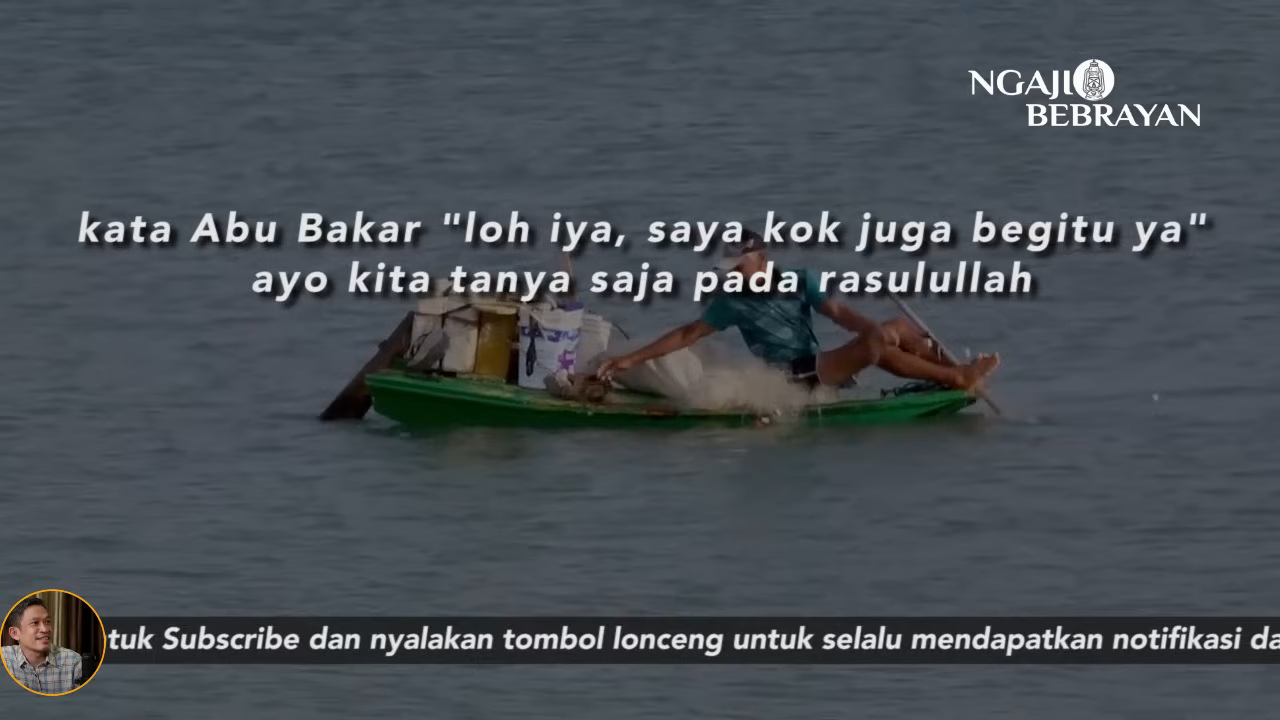 NGAJI
BEBRAYAN
kata Abu Bakar "loh iya, saya kok juga begitu ya"
ayo kita tanya saja pada rasulullah
tuk Subscribe dan nyalakan tombol lonceng untuk selalu mendapatkan notifikasi da